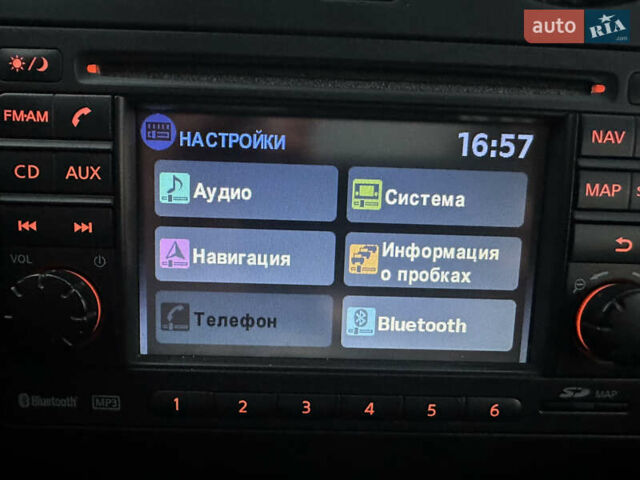 auto RIA.com
FM·AM
CD AUX
VOL
НАСТРОЙКИ 16:57
Аудио Система
Навигация Информация о пробках
Телефон Bluetooth
NAV
MAP
Bluetooth MP3
1 2 3 4 5 6
SD MAP